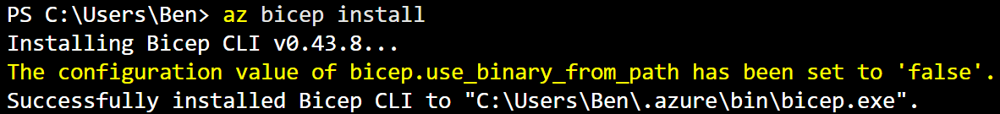 PS C:\Users\Ben> az bicep install
Installing Bicep CLI v0.43.8...
The configuration value of bicep.use_binary_from_path has been set to 'false'.
Successfully installed Bicep CLI to "C:\Users\Ben\.azure\bin\bicep.exe".